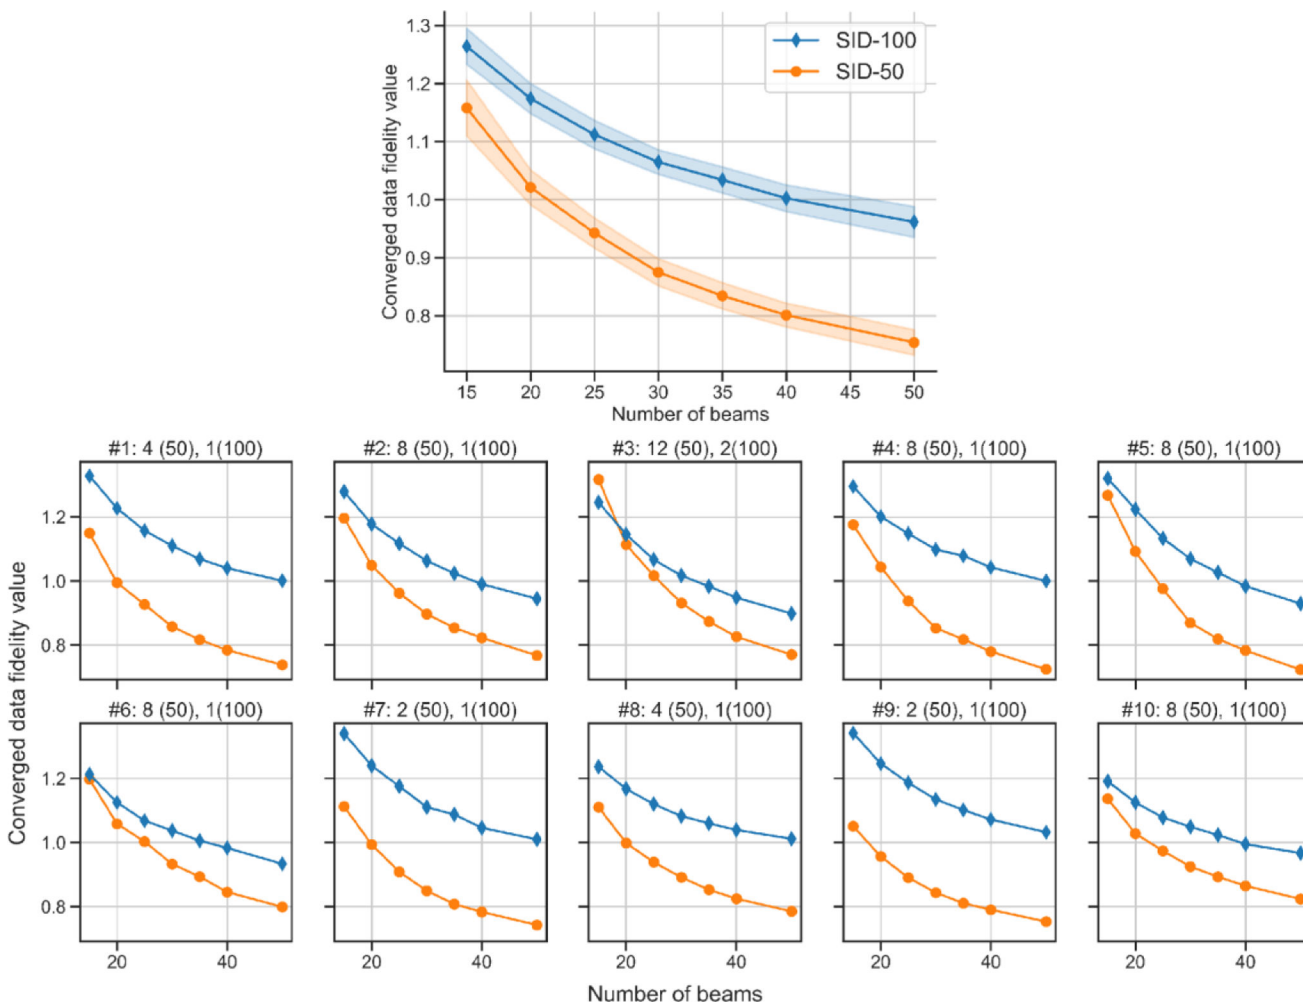 1.3
1.2
1.1
1.0
0.9
0.8
Converged data fidelity value
SID-100
SID-50
15 20 25 30 35 40 45 50
Number of beams
#1: 4 (50), 1(100)
#2: 8 (50), 1(100)
#3: 12 (50), 2(100)
#4: 8 (50), 1(100)
#5: 8 (50), 1(100)
1.2
1.0
0.8
20 40
20 40
20 40
20 40
20 40
Converged data fidelity value
#6: 8 (50), 1(100)
#7: 2 (50), 1(100)
#8: 4 (50), 1(100)
#9: 2 (50), 1(100)
#10: 8 (50), 1(100)
1.2
1.0
0.8
Number of beams